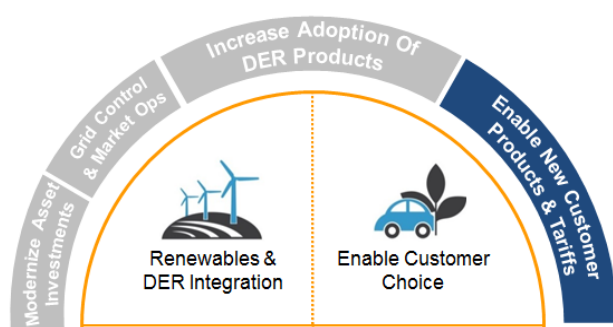 Modernize Asset
Investments
Grid Control
& Market Ops
Increase Adoption Of
DER Products
Enable New Customer
Products & Tariffs
Renewables &
DER Integration
Enable Customer
Choice